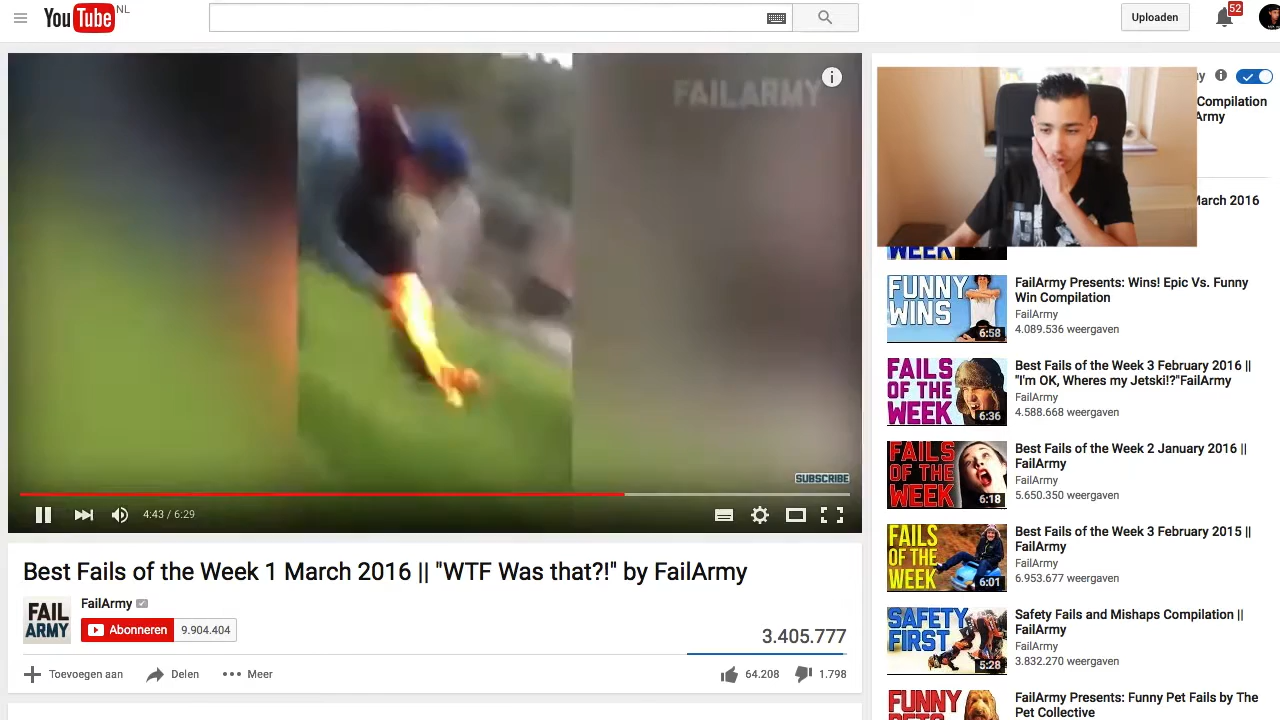 YouTube NL
Uploaden
52
FAILARMY
SUBSCRIBE
4:43 / 6:29
Best Fails of the Week 1 March 2016 || "WTF Was that?!" by FailArmy
FAIL
ARMY
FailArmy
Abonneren 9.904.404
3.405.777
Toevoegen aan Delen Meer
64.208 1.798
Compilation
March 2016
WEEK
FUNNY
WINS
6:58
FailArmy Presents: Wins! Epic Vs. Funny
Win Compilation
FailArmy
4.089.536 weergaven
FAILS
OF THE
WEEK
6:36
Best Fails of the Week 3 February 2016 ||
"I'm OK, Wheres my Jetski!?"FailArmy
FailArmy
4.588.668 weergaven
FAILS
OF THE
WEEK
6:18
Best Fails of the Week 2 January 2016 ||
FailArmy
FailArmy
5.650.350 weergaven
FAILS
OF THE
WEEK
6:01
Best Fails of the Week 3 February 2015 ||
FailArmy
FailArmy
6.953.677 weergaven
SAFETY
FIRST
5:28
Safety Fails and Mishaps Compilation ||
FailArmy
FailArmy
3.832.270 weergaven
FUNNY
PETS
FailArmy Presents: Funny Pet Fails by The
Pet Collective